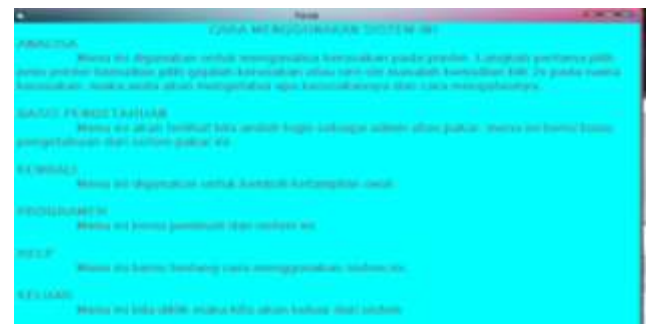 CARA MENGGUNAKAN SISTEM INI
ANALISA
Menu ini digunakan untuk menganalisa kerusakan pada printer. Langkah pertama pilih
jenis printer kemudian pilih gejala kerusakan atau ciri-ciri masalah kemudian klik 2x pada nama
kerusakan, maka anda akan mengetahui apa kerusakannya dan cara mengatasinya.
BASIS PENGETAHUAN
Menu ini akan terlihat bila anda login sebagai admin atau pakar, menu ini berisi basis
pengetahuan dari sistem pakar ini
KEMBALI
Menu ini digunakan untuk kembali ketampilan awal
PROGRAMER
Menu ini berisi pembuat dari sistem ini
HELP
Menu ini berisi tentang cara menggunakan sistem ini
KELUAR
Menu ini bila diklik maka kita akan keluar dari sistem